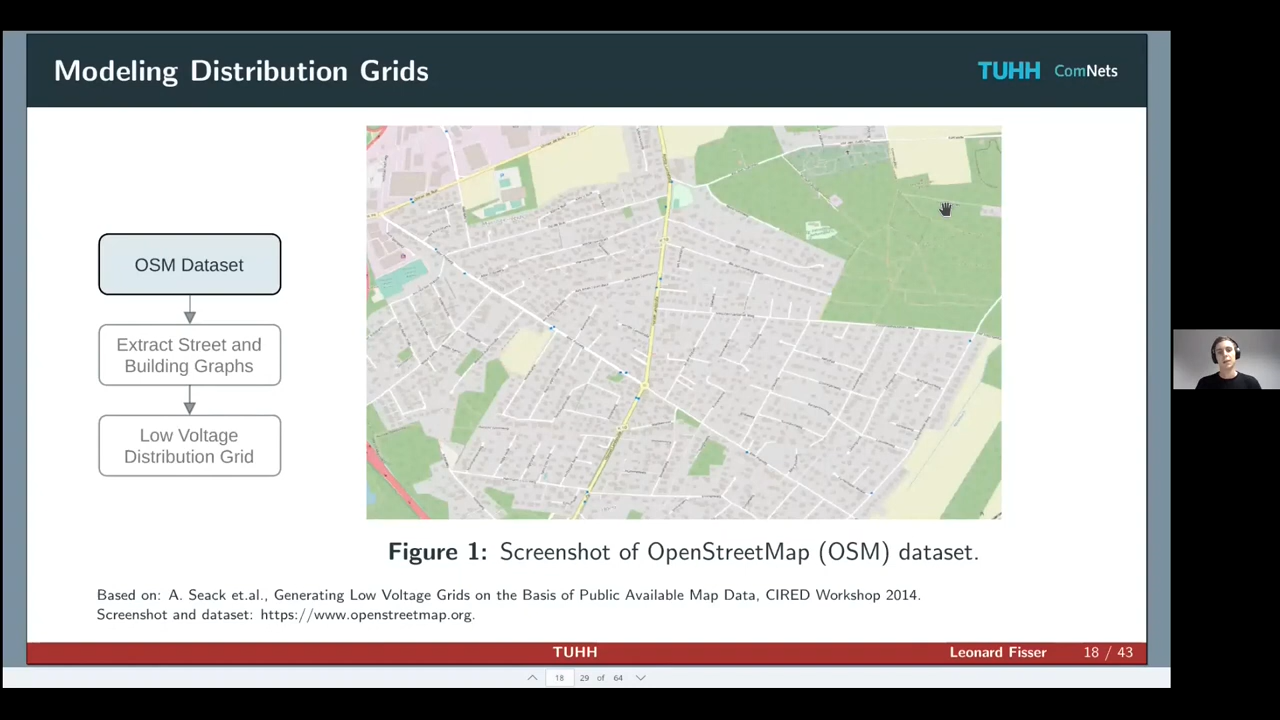 Modeling Distribution Grids
TUHH ComNets
OSM Dataset
Extract Street and
Building Graphs
Low Voltage
Distribution Grid
Figure 1: Screenshot of OpenStreetMap (OSM) dataset.
Based on: A. Seack et.al., Generating Low Voltage Grids on the Basis of Public Available Map Data, CIRED Workshop 2014.
Screenshot and dataset: https://www.openstreetmap.org.
TUHH
Leonard Fisser 18 / 43
18 29 of 64